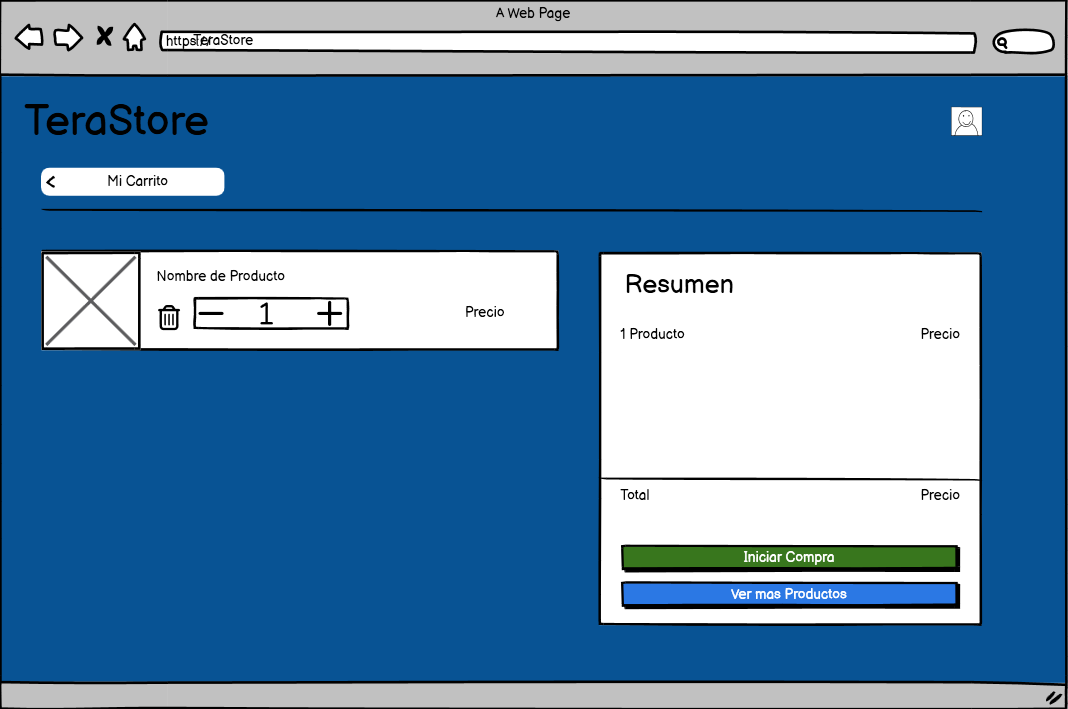 A Web Page
https://
TeraStore
TeraStore
Mi Carrito
Nombre de Producto
1
Precio
Resumen
1 Producto
Precio
Total
Precio
Iniciar Compra
Ver mas Productos